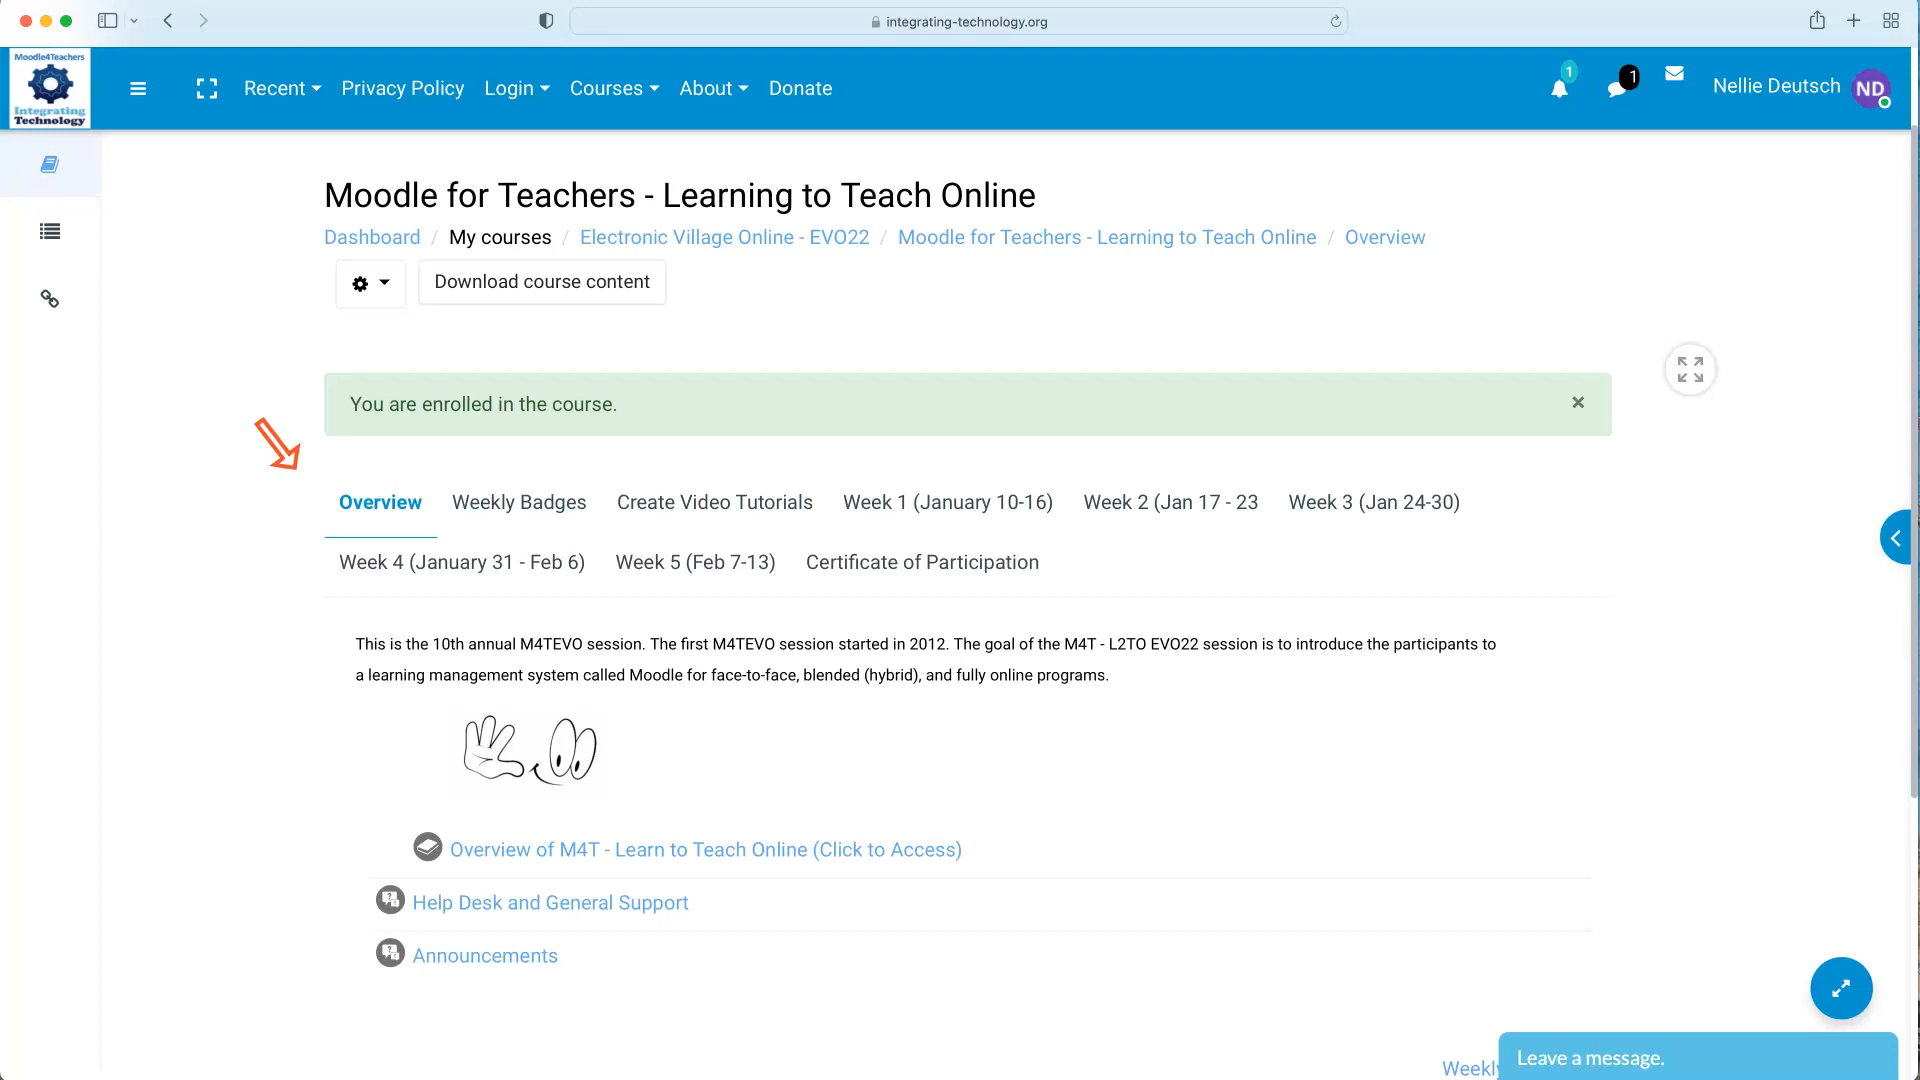 integrating-technology.org
Moodle4Teachers
Integrating
Technology
Recent Privacy Policy Login Courses About Donate
1
1
Nellie Deutsch
ND
Moodle for Teachers - Learning to Teach Online
Dashboard / My courses / Electronic Village Online - EVO22 / Moodle for Teachers - Learning to Teach Online / Overview
Download course content
You are enrolled in the course.
×
Overview Weekly Badges Create Video Tutorials Week 1 (January 10-16) Week 2 (Jan 17 - 23 Week 3 (Jan 24-30)
Week 4 (January 31 - Feb 6) Week 5 (Feb 7-13) Certificate of Participation
This is the 10th annual M4TEVO session. The first M4TEVO session started in 2012. The goal of the M4T - L2TO EVO22 session is to introduce the participants to
a learning management system called Moodle for face-to-face, blended (hybrid), and fully online programs.
Overview of M4T - Learn to Teach Online (Click to Access)
Help Desk and General Support
Announcements
Weekly
Leave a message.